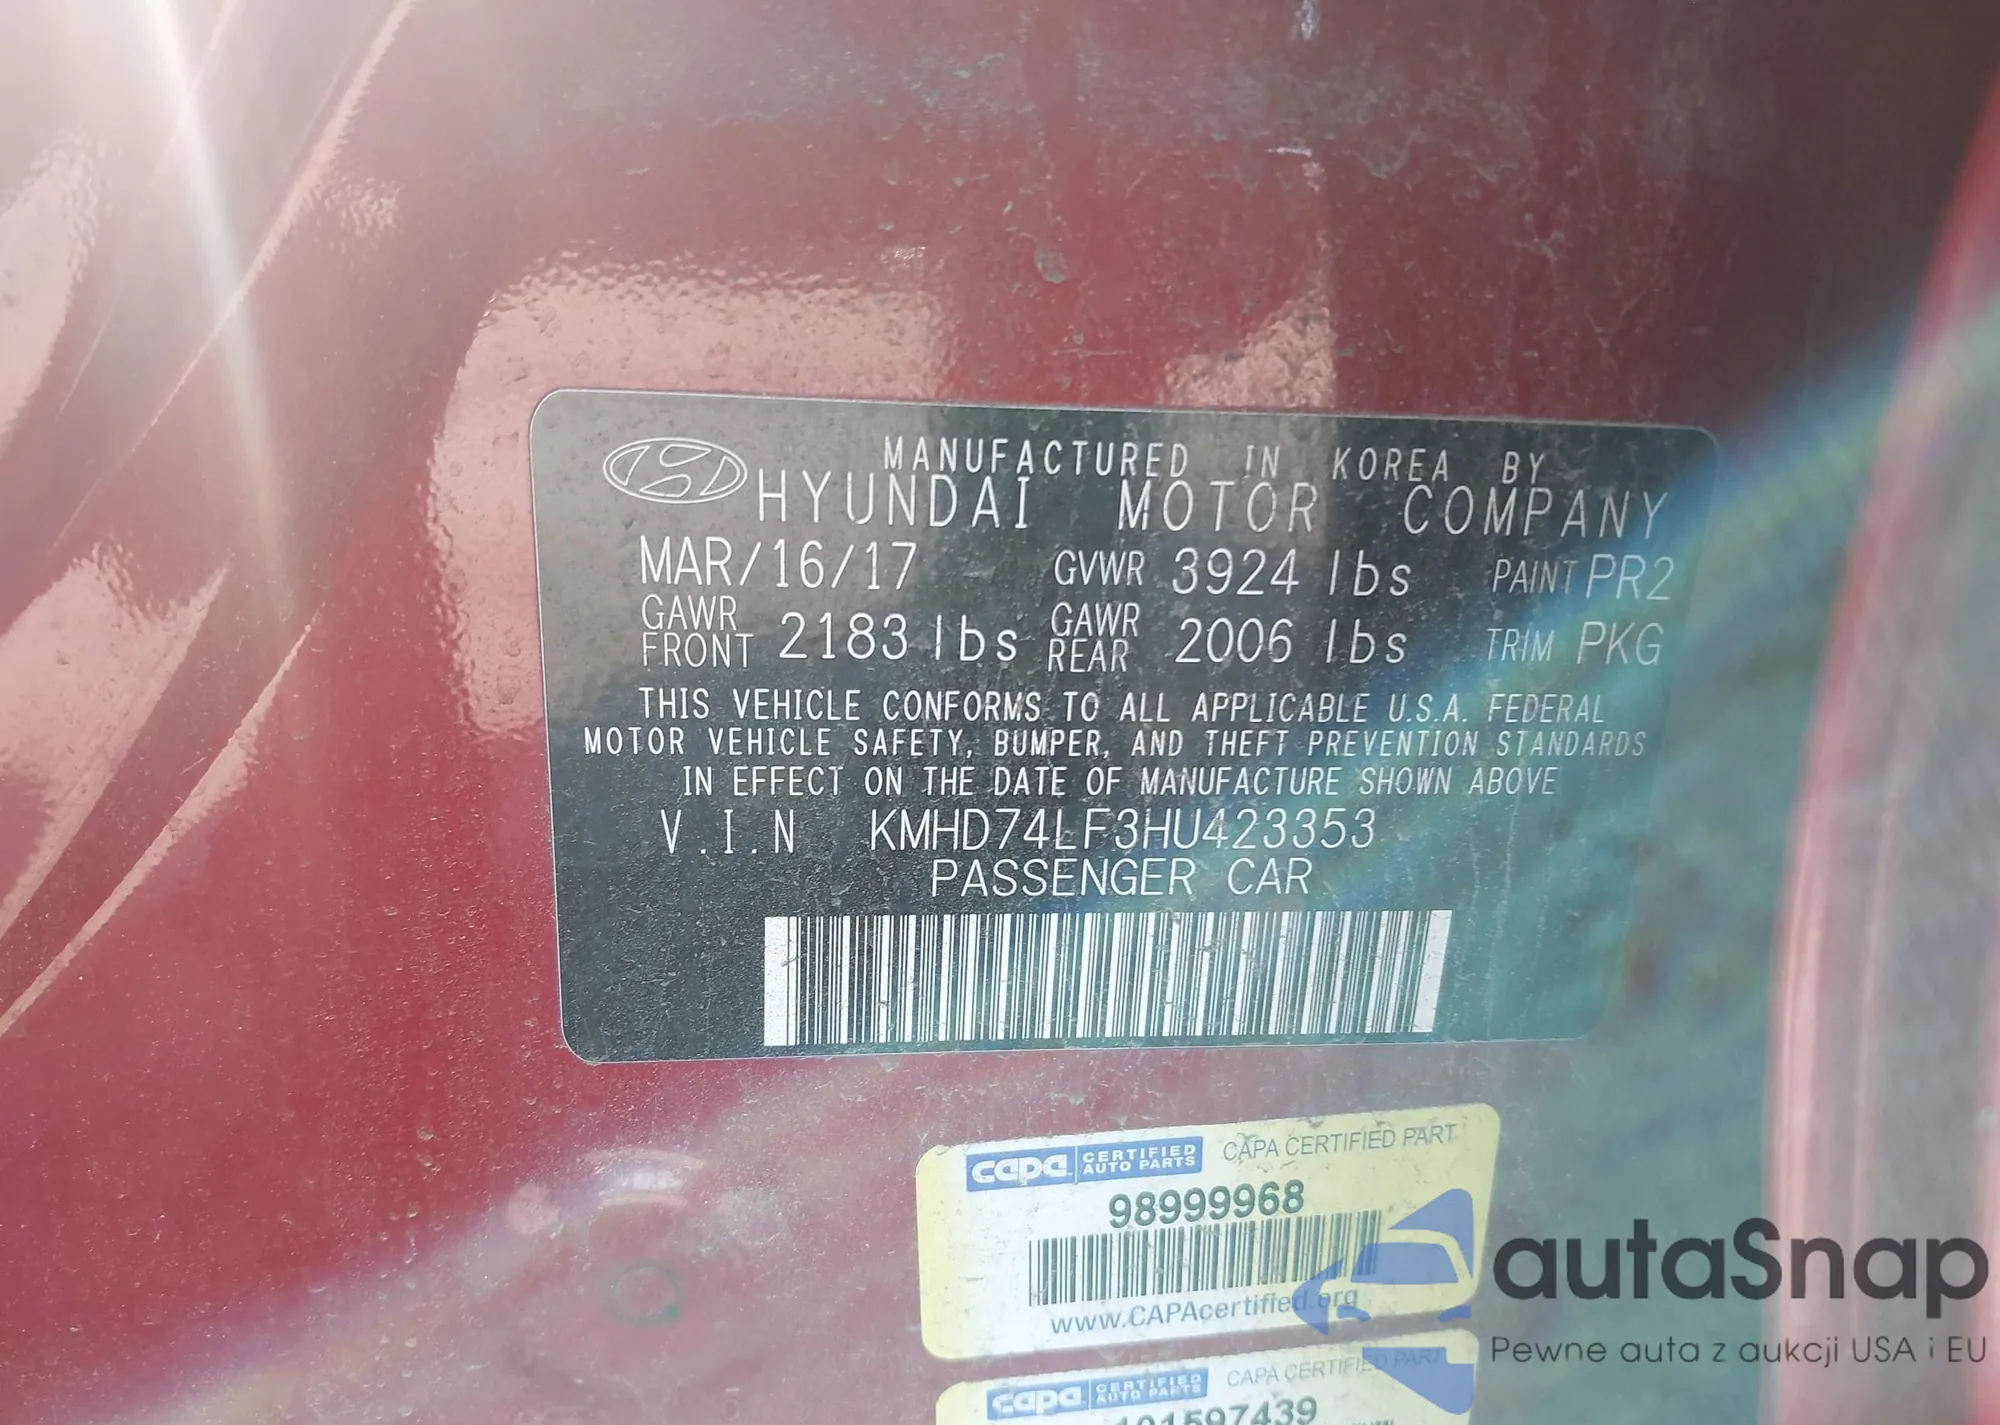 MANUFACTURED IN KOREA BY
HYUNDAI MOTOR COMPANY
MAR/16/17 GVWR 3924 lbs PAINT PR2
GAWR FRONT 2183 lbs GAWR REAR 2006 lbs TRIM PKG
THIS VEHICLE CONFORMS TO ALL APPLICABLE U.S.A. FEDERAL
MOTOR VEHICLE SAFETY, BUMPER, AND THEFT PREVENTION STANDARDS
IN EFFECT ON THE DATE OF MANUFACTURE SHOWN ABOVE
V.I.N KMHD74LF3HU423353
PASSENGER CAR
capa CERTIFIED AUTO PARTS CAPA CERTIFIED PART
98999968
www.CAPAcertified.org
capa CERTIFIED AUTO PARTS CAPA CERTIFIED PART
101597439
autaSnap
Pewne auta z aukcji USA i EU